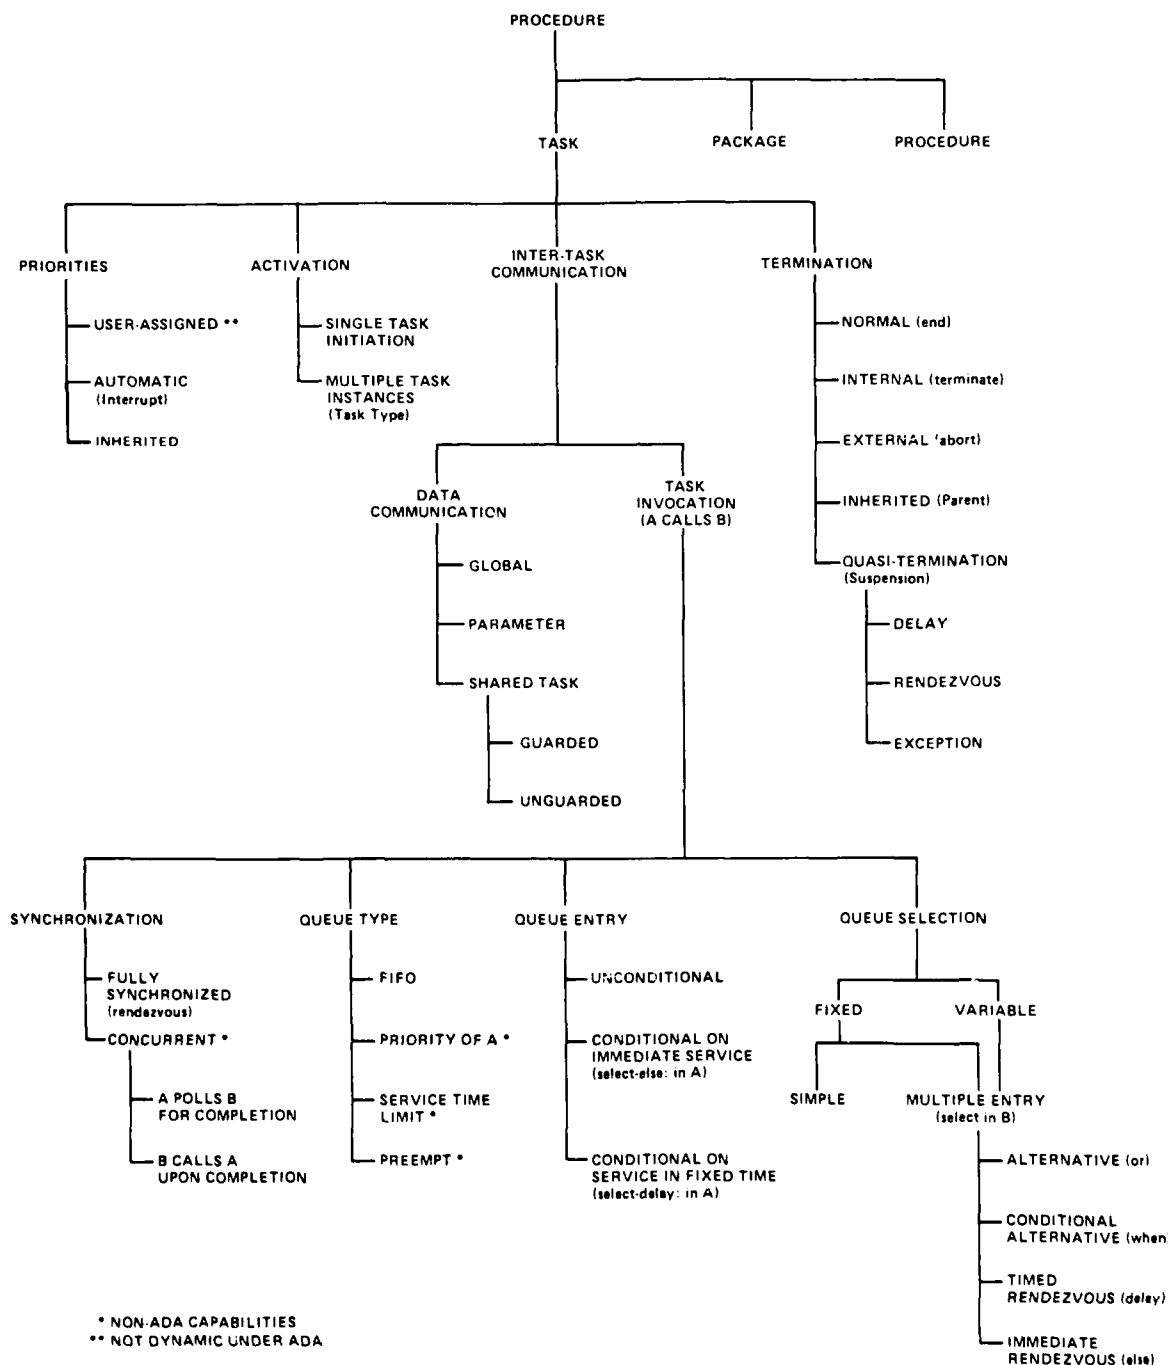 PROCEDURE
TASK
PACKAGE
PROCEDURE
PRIORITIES
USER-ASSIGNED **
AUTOMATIC
(Interrupt)
INHERITED
ACTIVATION
SINGLE TASK
INITIATION
MULTIPLE TASK
INSTANCES
(Task Type)
INTER-TASK
COMMUNICATION
DATA
COMMUNICATION
GLOBAL
PARAMETER
SHARED TASK
GUARDED
UNGUARDED
TASK
INVOCATION
(A CALLS B)
TERMINATION
NORMAL (end)
INTERNAL (terminate)
EXTERNAL 'abort)
INHERITED (Parent)
QUASI-TERMINATION
(Suspension)
DELAY
RENDEZVOUS
EXCEPTION
SYNCHRONIZATION
FULLY
SYNCHRONIZED
(rendezvous)
CONCURRENT *
A POLLS B
FOR COMPLETION
B CALLS A
UPON COMPLETION
QUEUE TYPE
FIFO
PRIORITY OF A *
SERVICE TIME
LIMIT *
PREEMPT *
QUEUE ENTRY
UNCONDITIONAL
CONDITIONAL ON
IMMEDIATE SERVICE
(select-else: in A)
CONDITIONAL ON
SERVICE IN FIXED TIME
(select-delay: in A)
QUEUE SELECTION
FIXED
VARIABLE
SIMPLE
MULTIPLE ENTRY
(select in B)
ALTERNATIVE (or)
CONDITIONAL
ALTERNATIVE (when)
TIMED
RENDEZVOUS (delay)
IMMEDIATE
RENDEZVOUS (else)
* NON-ADA CAPABILITIES
** NOT DYNAMIC UNDER ADA